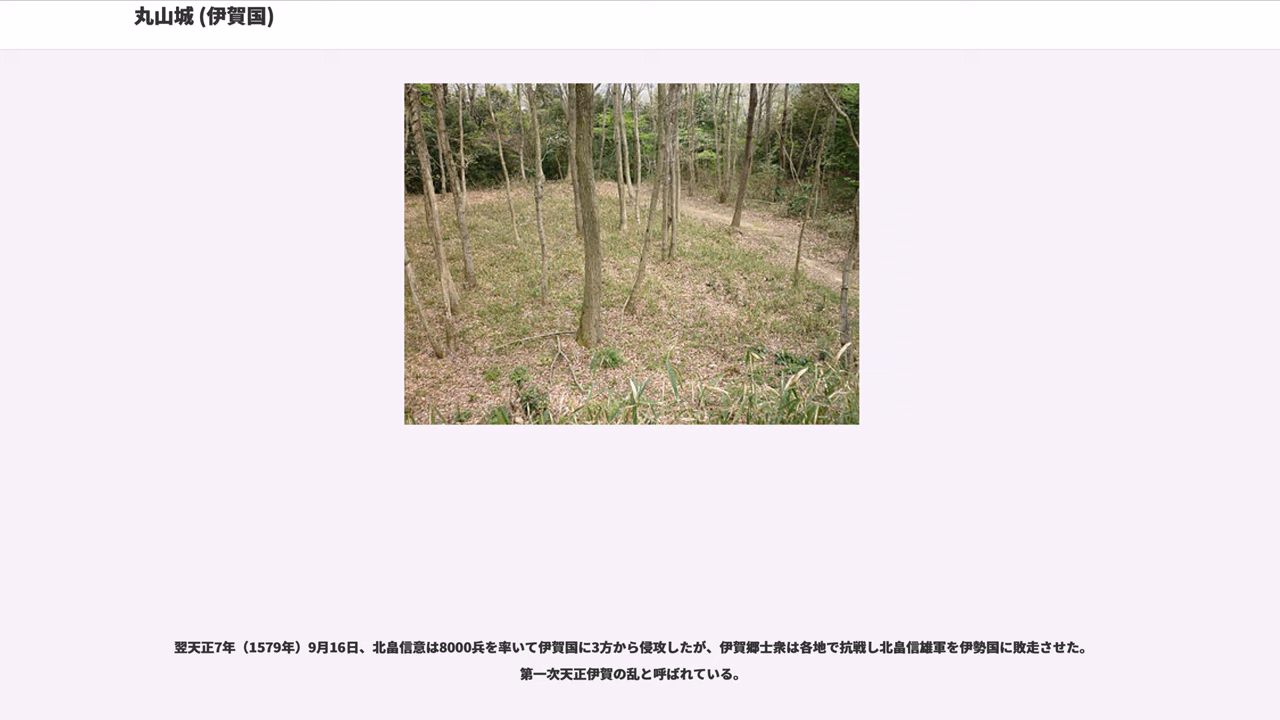 丸山城 (伊賀国)
翌天正7年（1579年）9月16日、北畠信意は8000兵を率いて伊賀国に3方から侵攻したが、伊賀郷士衆は各地で抗戦し北畠信雄軍を伊勢国に敗走させた。
第一次天正伊賀の乱と呼ばれている。